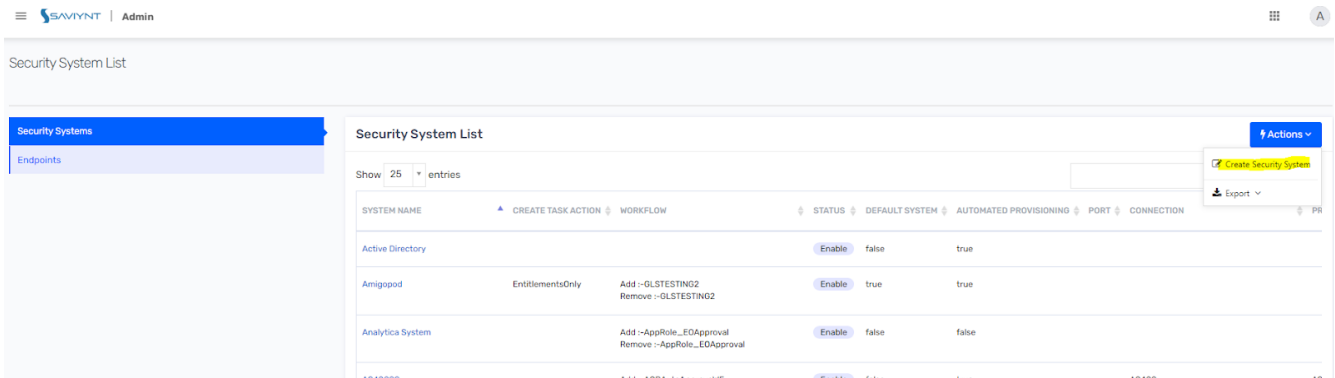 SAVIYNT | Admin
A
Security System List
Security Systems
Endpoints
Security System List
Actions
Create Security System
Export
Show 25 entries
SYSTEM NAME CREATE TASK ACTION WORKFLOW STATUS DEFAULT SYSTEM AUTOMATED PROVISIONING PORT CONNECTION PR
Active Directory Enable false true
Amigopod EntitlementsOnly Add :-GLSTESTING2 Enable true true
Remove :-GLSTESTING2
Analytica System Add :-AppRole_EOApproval Enable false false
Remove :-AppRole_EOApproval